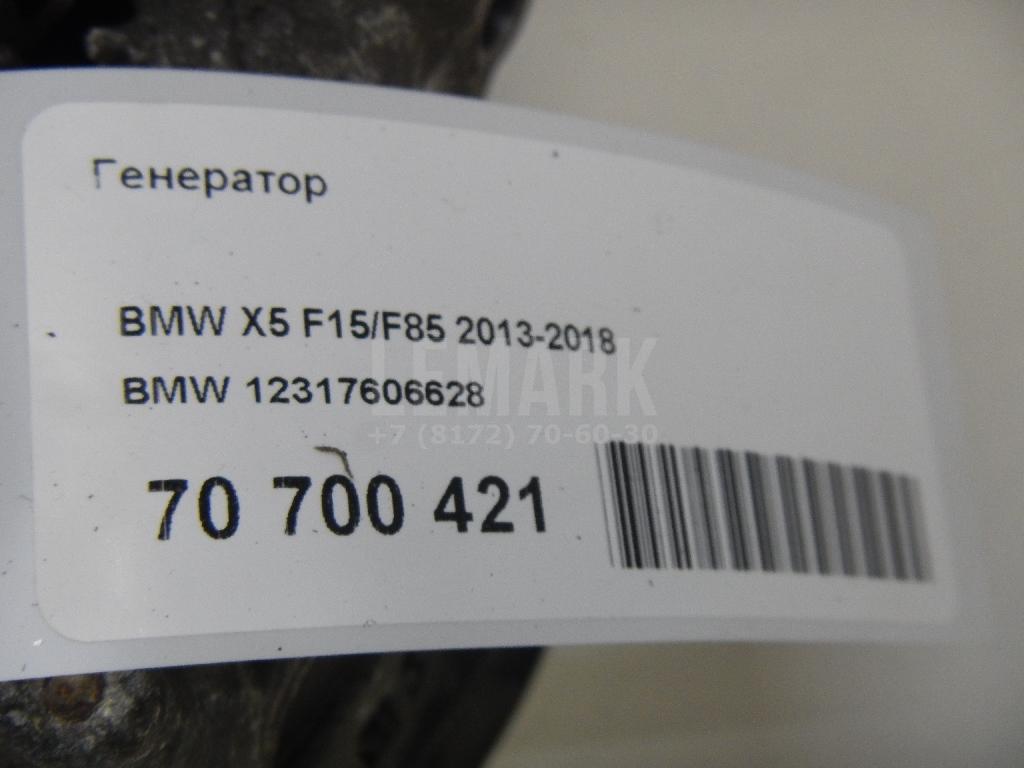 Генератор
BMW X5 F15/F85 2013-2018
BMW 12317606628
LEMARK
+7 (8172) 70-60-30
70 700 421